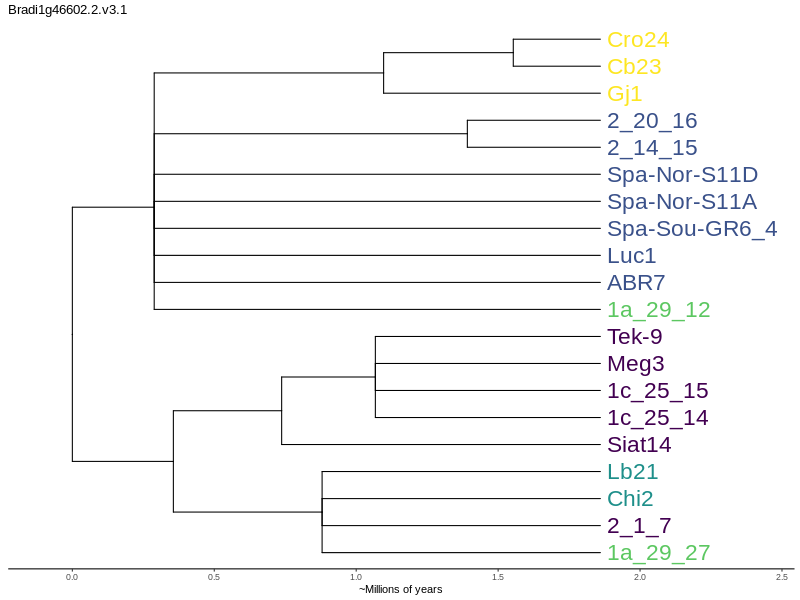 Bradi1g46602.2.v3.1
Cro24
Cb23
Gj1
2_20_16
2_14_15
Spa-Nor-S11D
Spa-Nor-S11A
Spa-Sou-GR6_4
Luc1
ABR7
1a_29_12
Tek-9
Meg3
1c_25_15
1c_25_14
Siat14
Lb21
Chi2
2_1_7
1a_29_27
0.0 0.5 1.0 1.5 2.0 2.5
~Millions of years